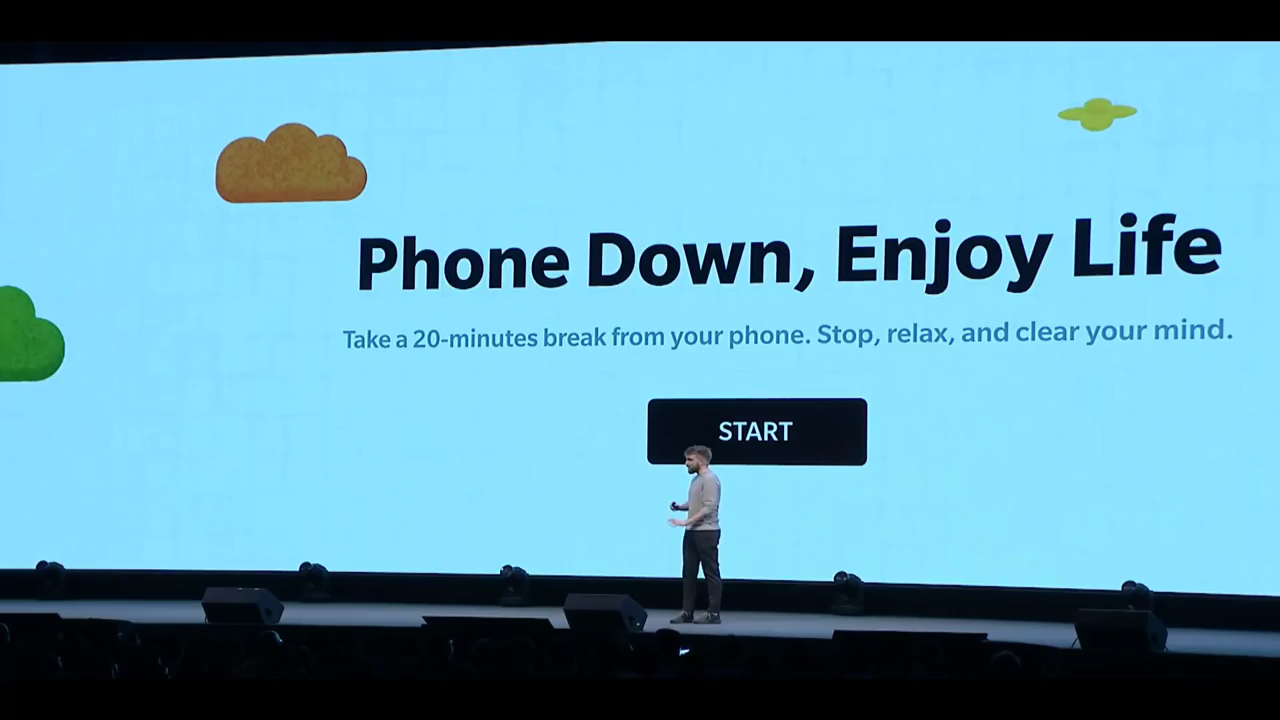 Phone Down, Enjoy Life
Take a 20-minutes break from your phone. Stop, relax, and clear your mind.
START